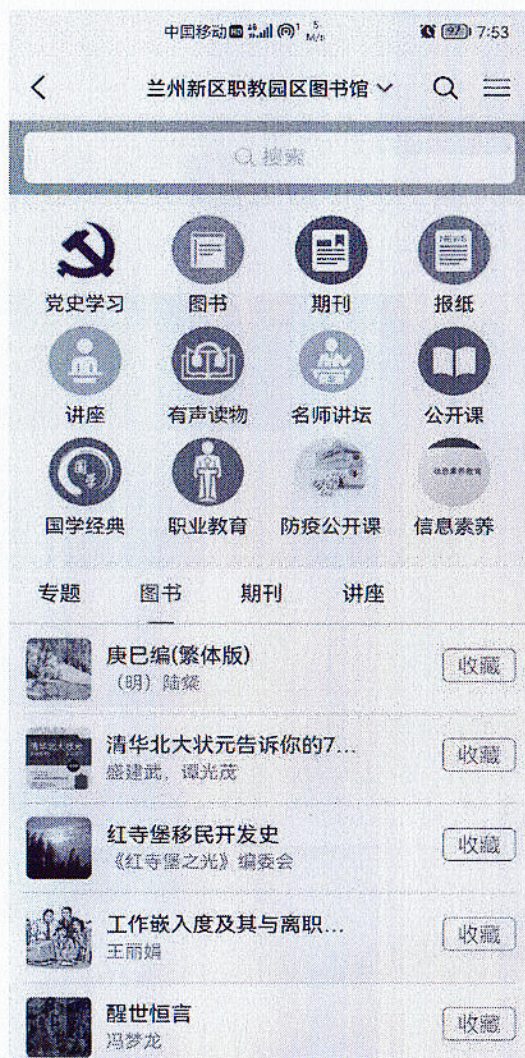 中国移动 HD 5. M/s 97 7:53
兰州新区职教园区图书馆
搜索
党史学习 图书 期刊 报纸
讲座 有声读物 名师讲坛 公开课
国学经典 职业教育 防疫公开课 信息素养
专题 图书 期刊 讲座
庚巳编(繁体版)
(明) 陆粲
收藏
清华北大状元告诉你的7...
盛建武, 谭光茂
收藏
红寺堡移民开发史
《红寺堡之光》编委会
收藏
工作嵌入度及其与离职...
王丽娟
收藏
醒世恒言
冯梦龙
收藏